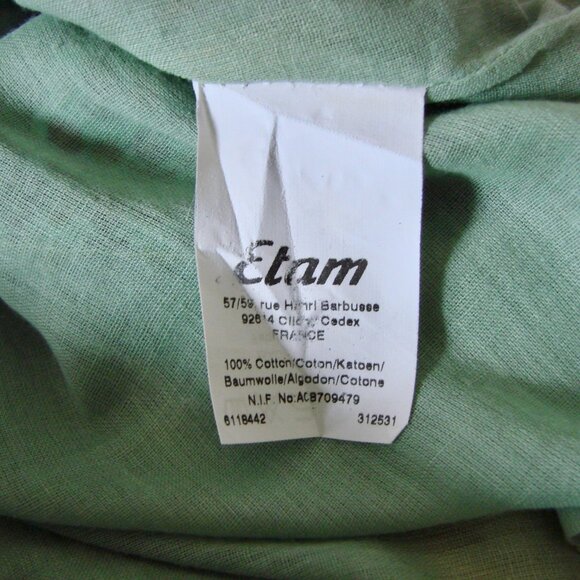 Etam
57/59 rue Henri Barbusse
92614 Clichy Cedex
FRANCE
100% Cotton/Coton/Katoen/
Baumwolle/Algodon/Cotone
N.I.F. No:A08709479
6118442 312531